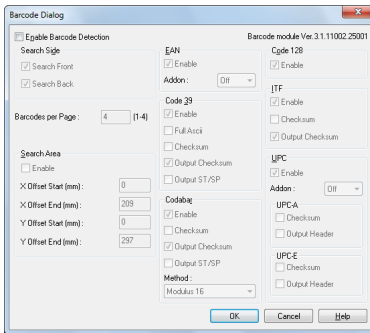 Barcode Dialog
Enable Barcode Detection
Barcode module Ver. 3.1.11002.25001
Search Side
Search Front
Search Back
Barcodes per Page :
4
(1-4)
Search Area
Enable
X Offset Start (mm) :
0
X Offset End (mm) :
209
Y Offset Start (mm) :
0
Y Offset End (mm) :
297
EAN
Enable
Addon :
Off
Code 39
Enable
Full Ascii
Checksum
Output Checksum
Output ST/SP
Codabar
Enable
Checksum
Output Checksum
Output ST/SP
Method :
Modulus 16
Code 128
Enable
ITF
Enable
Checksum
Output Checksum
UPC
Enable
Addon :
Off
UPC-A
Checksum
Output Header
UPC-E
Checksum
Output Header
OK
Cancel
Help